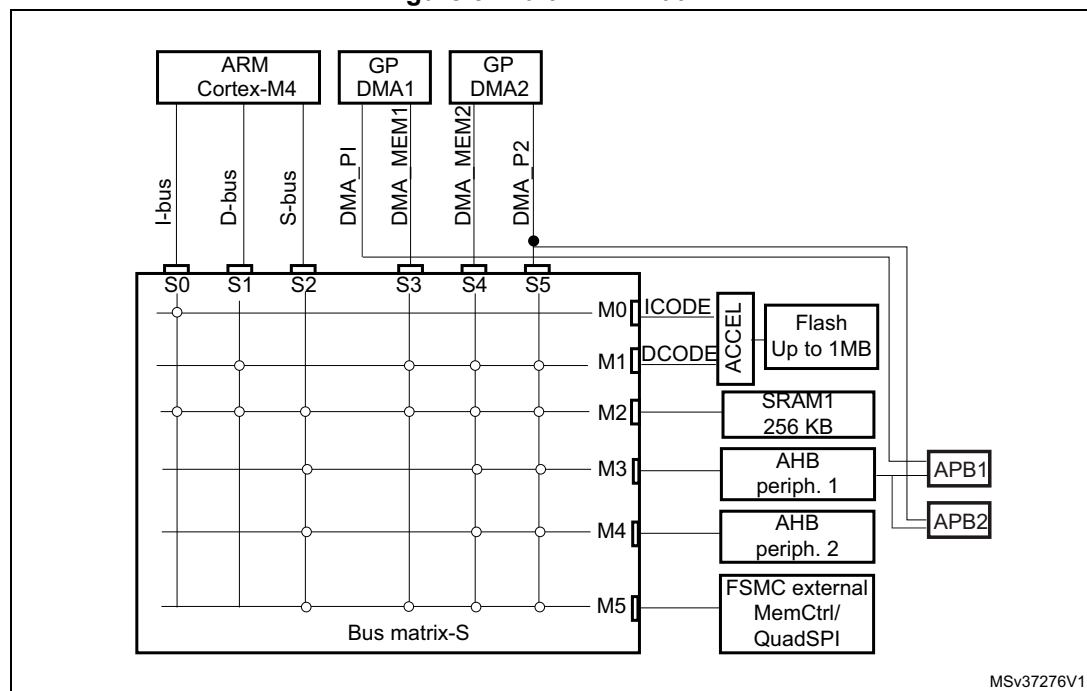 ARM
Cortex-M4
GP
DMA1
GP
DMA2
I-bus
D-bus
S-bus
DMA_PI
DMA_MEM1
DMA_MEM2
DMA_P2
S0 S1 S2 S3 S4 S5
M0 ICODE
M1 DCODE
ACCEL
Flash
Up to 1MB
M2
SRAM1
256 KB
M3
AHB
periph. 1
APB1
APB2
M4
AHB
periph. 2
M5
FSMC external
MemCtrl/
QuadSPI
Bus matrix-S
MSv37276V1